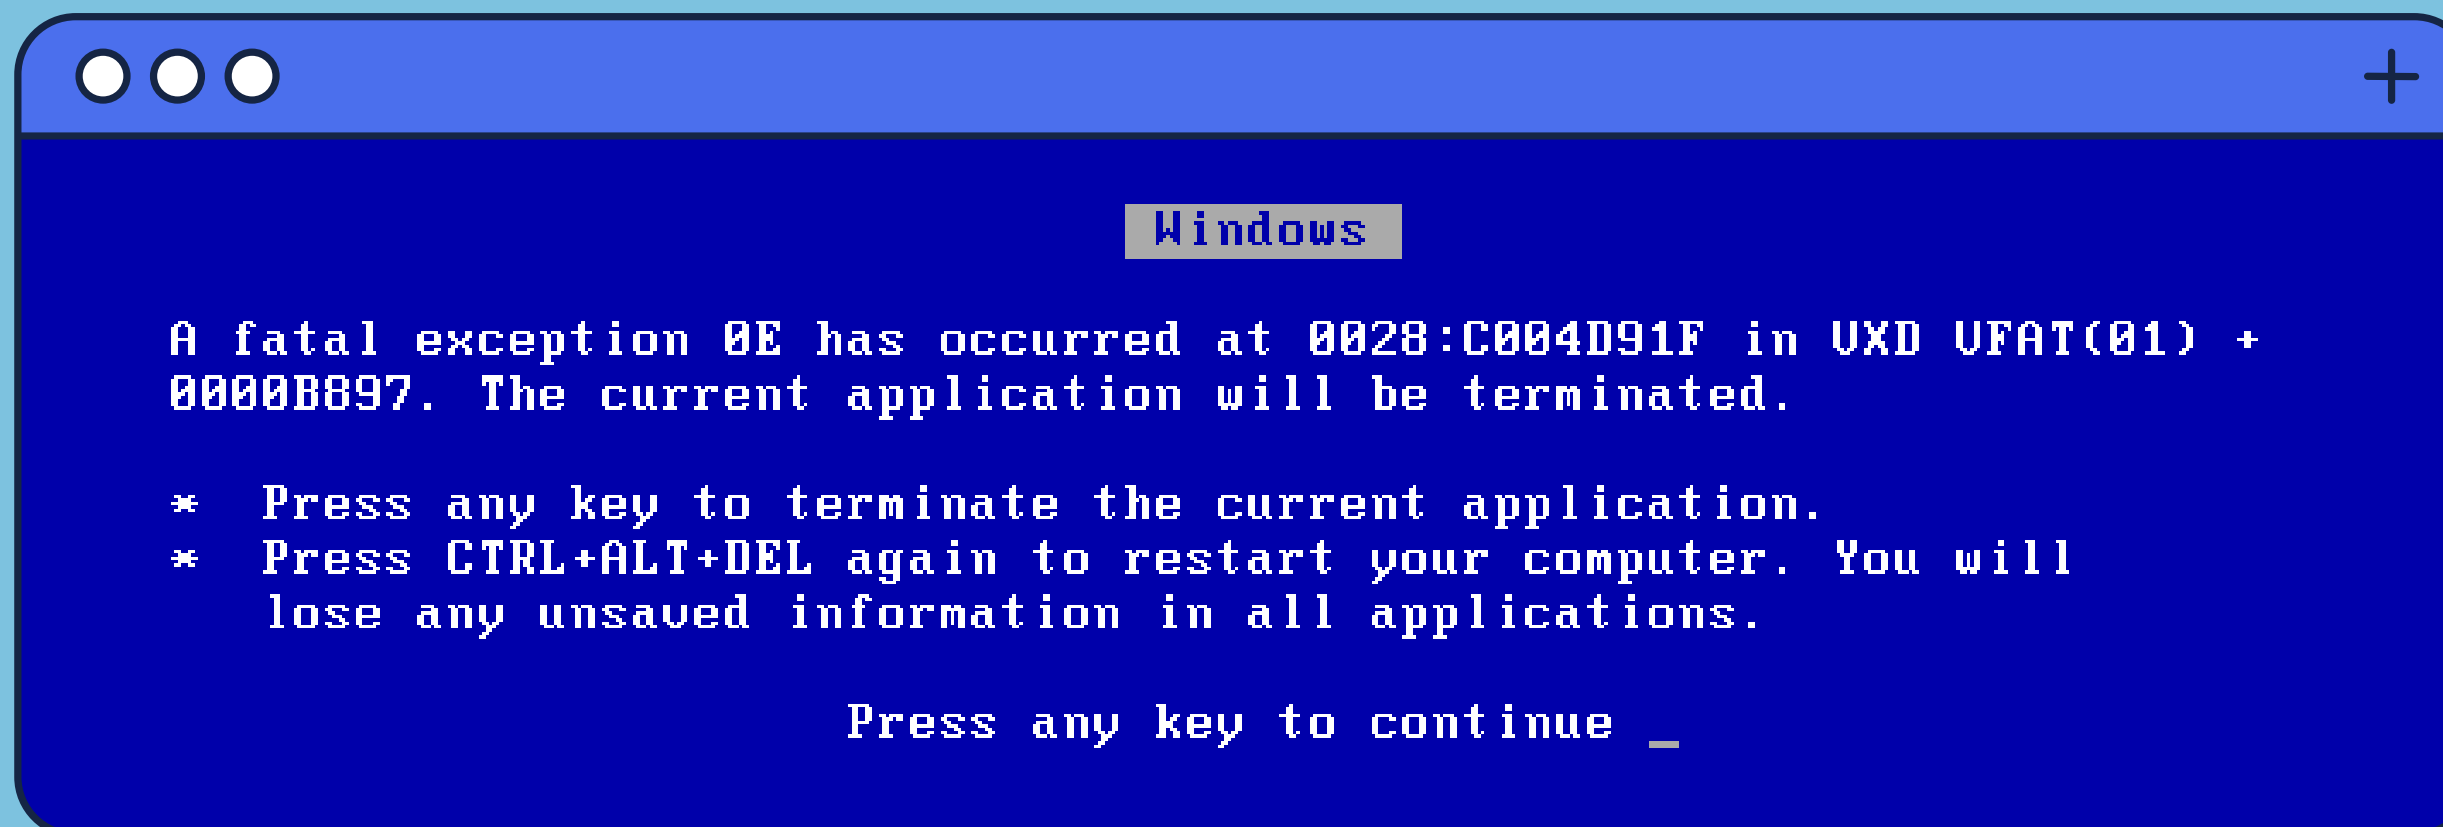 Windows
A fatal exception 0E has occurred at 0028:C004D91F in VXD VFAT(01) +
0000B897. The current application will be terminated.
* Press any key to terminate the current application.
* Press CTRL+ALT+DEL again to restart your computer. You will
lose any unsaved information in all applications.
Press any key to continue _